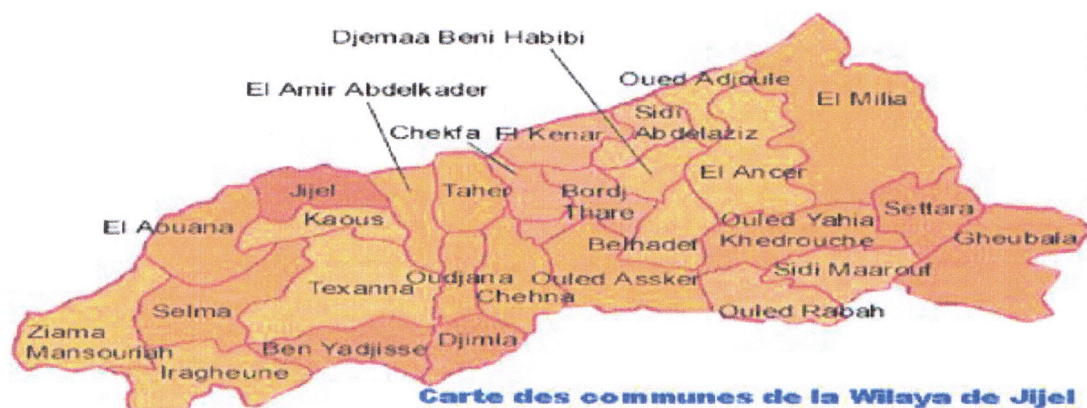 Djemaa Beni Habibi
Oued Adjoule
El Amir Abdelkader
El Milia
Sidi
Abdelaziz
Chekfa
El Kenar
Jijel
Taher
Bordj
Thare
El Ancer
Kaous
El Aouana
Settara
Ouled Yahia
Khedrouche
Belhadef
Gheubala
Sidi Maarouf
Oudjana
Ouled Assker
Texanna
Chehna
Selma
Ouled Rabah
Ziama
Mansouriah
Ben Yadjisse
Djimla
Iragheune
Carte des communes de la Wilaya de Jijel